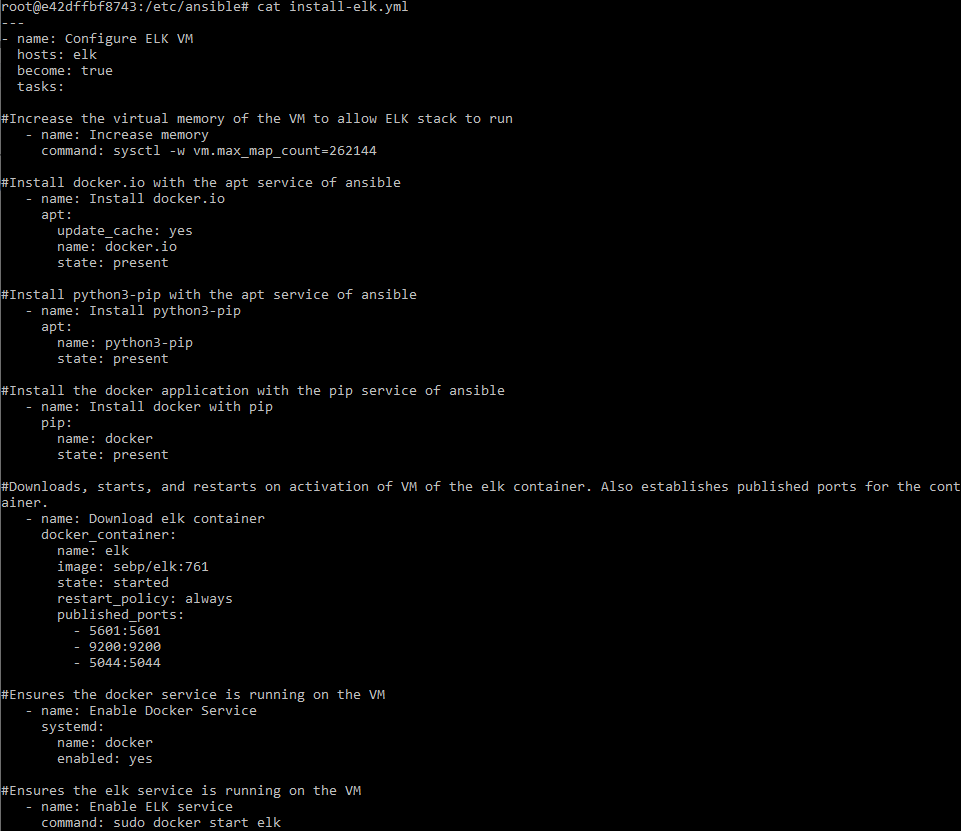 root@e42dffbf8743:/etc/ansible# cat install-elk.yml
---
- name: Configure ELK VM
  hosts: elk
  become: true
  tasks:

#Increase the virtual memory of the VM to allow ELK stack to run
   - name: Increase memory
     command: sysctl -w vm.max_map_count=262144

#Install docker.io with the apt service of ansible
   - name: Install docker.io
     apt:
       update_cache: yes
       name: docker.io
       state: present

#Install python3-pip with the apt service of ansible
   - name: Install python3-pip
     apt:
       name: python3-pip
       state: present

#Install the docker application with the pip service of ansible
   - name: Install docker with pip
     pip:
       name: docker
       state: present

#Downloads, starts, and restarts on activation of VM of the elk container. Also establishes published ports for the cont
ainer.
   - name: Download elk container
     docker_container:
       name: elk
       image: sebp/elk:761
       state: started
       restart_policy: always
       published_ports:
         - 5601:5601
         - 9200:9200
         - 5044:5044

#Ensures the docker service is running on the VM
   - name: Enable Docker Service
     systemd:
       name: docker
       enabled: yes

#Ensures the elk service is running on the VM
   - name: Enable ELK service
     command: sudo docker start elk